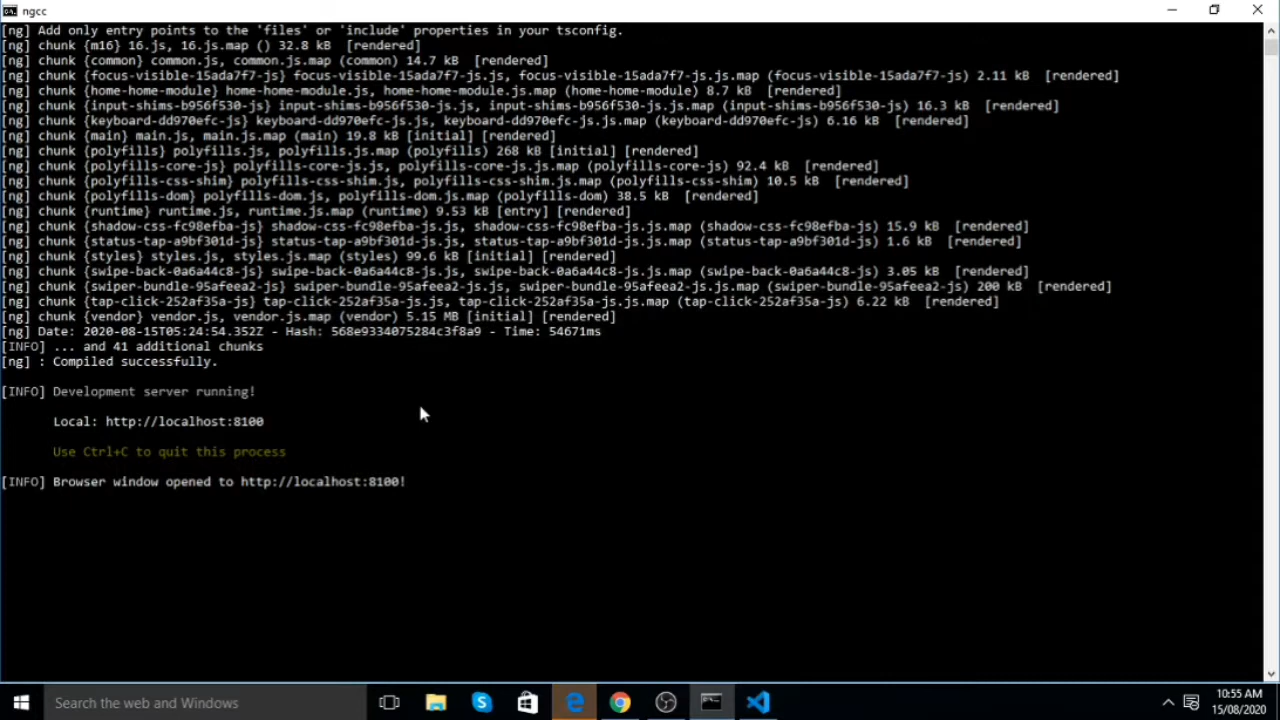 ngcc
[ng] Add only entry points to the 'files' or 'include' properties in your tsconfig.
[ng] chunk {m16} 16.js, 16.js.map () 32.8 kB  [rendered]
[ng] chunk {common} common.js, common.js.map (common) 14.7 kB  [rendered]
[ng] chunk {focus-visible-15ada7f7-js} focus-visible-15ada7f7-js.js, focus-visible-15ada7f7-js.js.map (focus-visible-15ada7f7-js) 2.11 kB  [rendered]
[ng] chunk {home-home-module} home-home-module.js, home-home-module.js.map (home-home-module) 8.7 kB  [rendered]
[ng] chunk {input-shims-b956f530-js} input-shims-b956f530-js.js, input-shims-b956f530-js.js.map (input-shims-b956f530-js) 16.3 kB  [rendered]
[ng] chunk {keyboard-dd970efc-js} keyboard-dd970efc-js.js, keyboard-dd970efc-js.js.map (keyboard-dd970efc-js) 6.16 kB  [rendered]
[ng] chunk {main} main.js, main.js.map (main) 19.8 kB [initial] [rendered]
[ng] chunk {polyfills} polyfills.js, polyfills.js.map (polyfills) 268 kB [initial] [rendered]
[ng] chunk {polyfills-core-js} polyfills-core-js.js, polyfills-core-js.js.map (polyfills-core-js) 92.4 kB  [rendered]
[ng] chunk {polyfills-css-shim} polyfills-css-shim.js, polyfills-css-shim.js.map (polyfills-css-shim) 10.5 kB  [rendered]
[ng] chunk {polyfills-dom} polyfills-dom.js, polyfills-dom.js.map (polyfills-dom) 38.5 kB  [rendered]
[ng] chunk {runtime} runtime.js, runtime.js.map (runtime) 9.53 kB [entry] [rendered]
[ng] chunk {shadow-css-fc98efba-js} shadow-css-fc98efba-js.js, shadow-css-fc98efba-js.js.map (shadow-css-fc98efba-js) 15.9 kB  [rendered]
[ng] chunk {status-tap-a9bf301d-js} status-tap-a9bf301d-js.js, status-tap-a9bf301d-js.js.map (status-tap-a9bf301d-js) 1.6 kB  [rendered]
[ng] chunk {styles} styles.js, styles.js.map (styles) 99.6 kB [initial] [rendered]
[ng] chunk {swipe-back-0a6a44c8-js} swipe-back-0a6a44c8-js.js, swipe-back-0a6a44c8-js.js.map (swipe-back-0a6a44c8-js) 3.05 kB  [rendered]
[ng] chunk {swiper-bundle-95afeea2-js} swiper-bundle-95afeea2-js.js, swiper-bundle-95afeea2-js.js.map (swiper-bundle-95afeea2-js) 200 kB  [rendered]
[ng] chunk {tap-click-252af35a-js} tap-click-252af35a-js.js, tap-click-252af35a-js.js.map (tap-click-252af35a-js) 6.22 kB  [rendered]
[ng] chunk {vendor} vendor.js, vendor.js.map (vendor) 5.15 MB [initial] [rendered]
[ng] Date: 2020-08-15T05:24:54.352Z - Hash: 568e9334075284c3f8a9 - Time: 54671ms
[INFO] ... and 41 additional chunks
[ng] : Compiled successfully.
[INFO] Development server running!
Local: http://localhost:8100
Use Ctrl+C to quit this process
[INFO] Browser window opened to http://localhost:8100!
Search the web and Windows
10:55 AM
15/08/2020